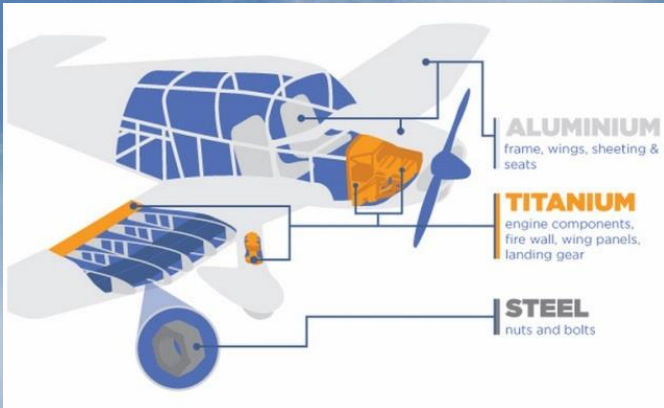 ALUMINIUM
frame, wings, sheeting &
seats
TITANIUM
engine components,
fire wall, wing panels,
landing gear
STEEL
nuts and bolts